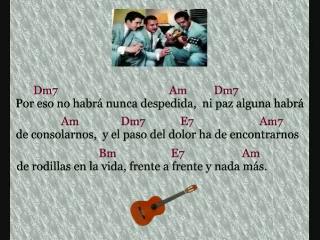 Dm7 Am Dm7
Por eso no habrá nunca despedida, ni paz alguna habrá
Am Dm7 E7 Am7
de consolarnos, y el paso del dolor ha de encontrarnos
Bm E7 Am
de rodillas en la vida, frente a frente y nada más.